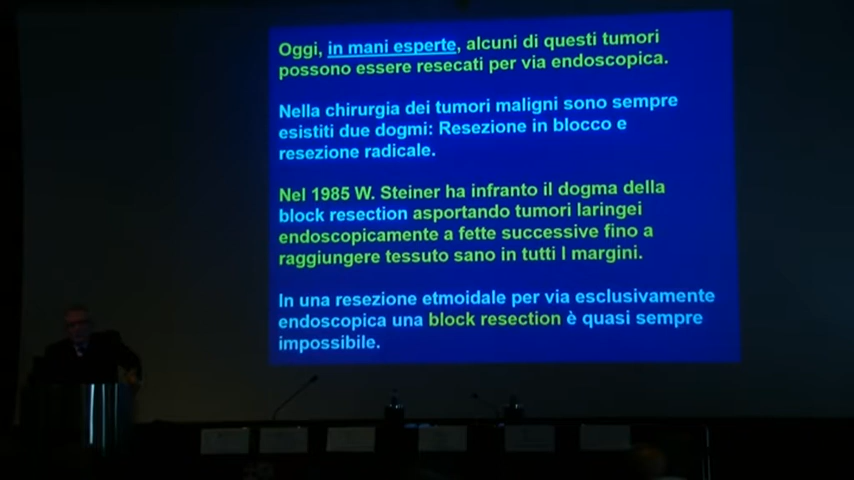 Oggi, in mani esperte, alcuni di questi tumori
possono essere resecati per via endoscopica.
Nella chirurgia dei tumori maligni sono sempre
esistiti due dogmi: Resezione in blocco e
resezione radicale.
Nel 1985 W. Steiner ha infranto il dogma della
block resection asportando tumori laringei
endoscopicamente a fette successive fino a
raggiungere tessuto sano in tutti I margini.
In una resezione etmoidale per via esclusivamente
endoscopica una block resection è quasi sempre
impossibile.